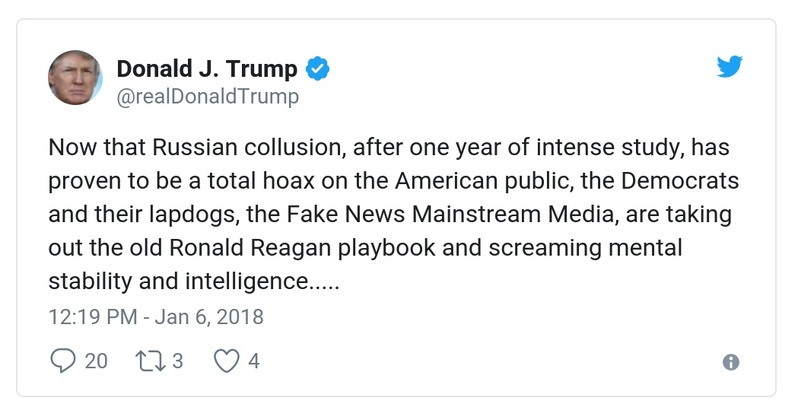 Donald J. Trump
@realDonaldTrump
Now that Russian collusion, after one year of intense study, has
proven to be a total hoax on the American public, the Democrats
and their lapdogs, the Fake News Mainstream Media, are taking
out the old Ronald Reagan playbook and screaming mental
stability and intelligence.....
12:19 PM - Jan 6, 2018
20 3 4